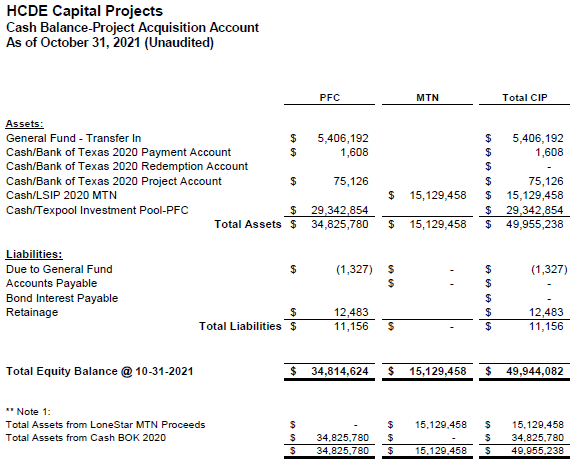 HCDE Capital Projects
Cash Balance-Project Acquisition Account
As of October 31, 2021 (Unaudited)
PFC MTN Total CIP
Assets:
General Fund - Transfer In $ 5,406,192 $ 5,406,192
Cash/Bank of Texas 2020 Payment Account $ 1,608 $ 1,608
Cash/Bank of Texas 2020 Redemption Account $ -
Cash/Bank of Texas 2020 Project Account $ 75,126 $ 75,126
Cash/LSIP 2020 MTN $ 15,129,458 $ 15,129,458
Cash/Texpool Investment Pool-PFC $ 29,342,854 $ 29,342,854
Total Assets $ 34,825,780 $ 15,129,458 $ 49,955,238
Liabilities:
Due to General Fund $ (1,327) $ - $ (1,327)
Accounts Payable $ - $ -
Bond Interest Payable $ -
Retainage $ 12,483 $ 12,483
Total Liabilities $ 11,156 $ - $ 11,156
Total Equity Balance @ 10-31-2021 $ 34,814,624 $ 15,129,458 $ 49,944,082
** Note 1:
Total Assets from LoneStar MTN Proceeds $ - $ 15,129,458 $ 15,129,458
Total Assets from Cash BOK 2020 $ 34,825,780 $ - $ 34,825,780
$ 34,825,780 $ 15,129,458 $ 49,955,238